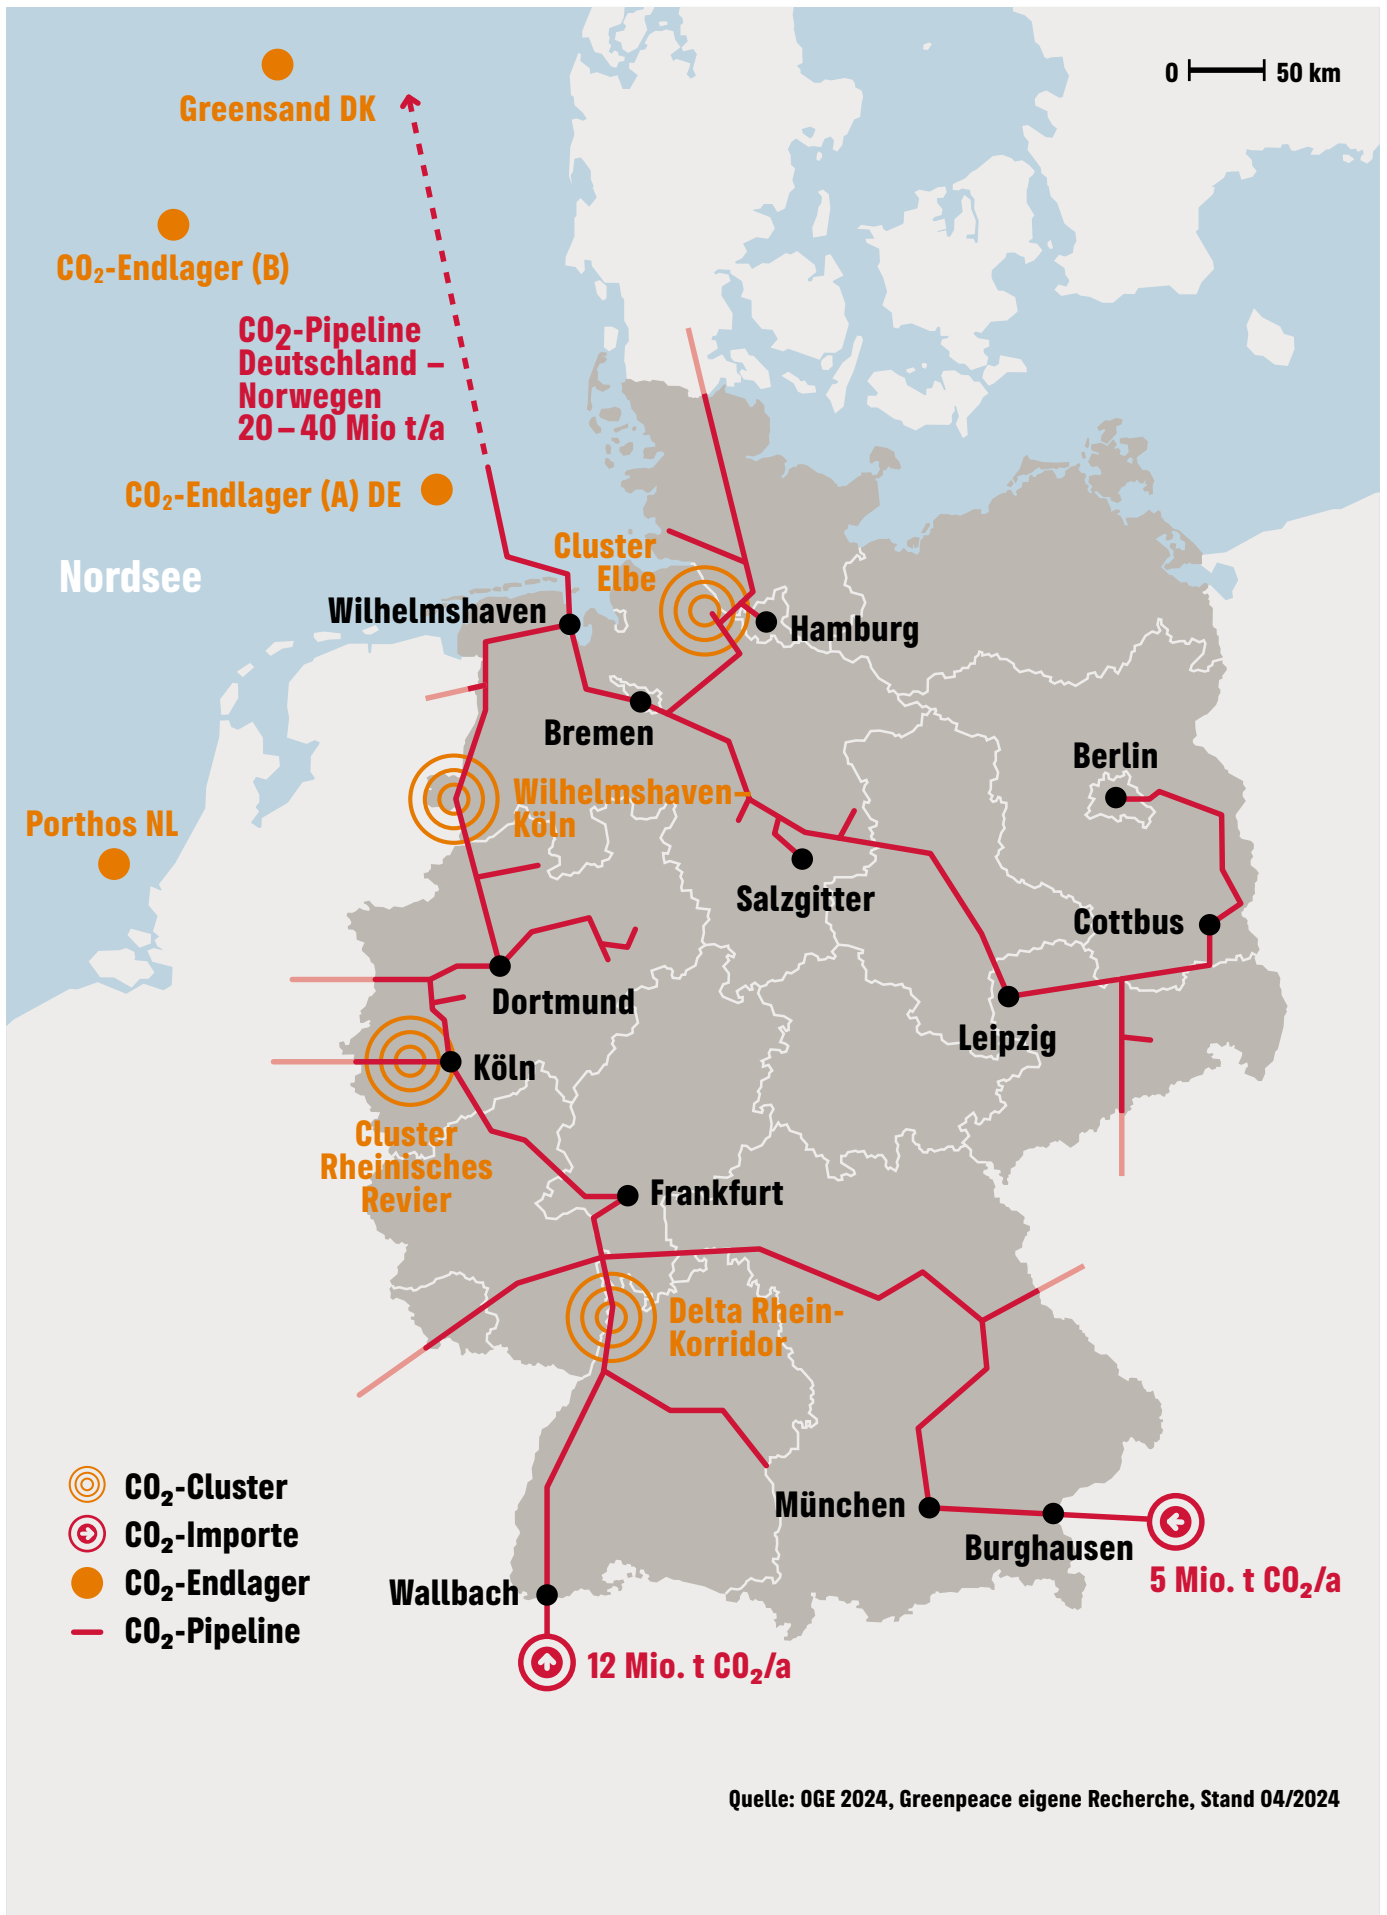 0 50 km
Greensand DK
CO₂-Endlager (B)
CO2-Pipeline
Deutschland –
Norwegen
20 – 40 Mio t/a
CO₂-Endlager (A) DE
Nordsee
Cluster
Elbe
Wilhelmshaven
Hamburg
Bremen
Berlin
Wilhelmshaven-
Köln
Porthos NL
Salzgitter
Cottbus
Dortmund
Leipzig
Köln
Cluster
Rheinisches
Revier
Frankfurt
Delta Rhein-
Korridor
CO₂-Cluster
CO₂-Importe
CO₂-Endlager
CO₂-Pipeline
München
Burghausen
5 Mio. t CO₂/a
Wallbach
12 Mio. t CO₂/a
Quelle: OGE 2024, Greenpeace eigene Recherche, Stand 04/2024